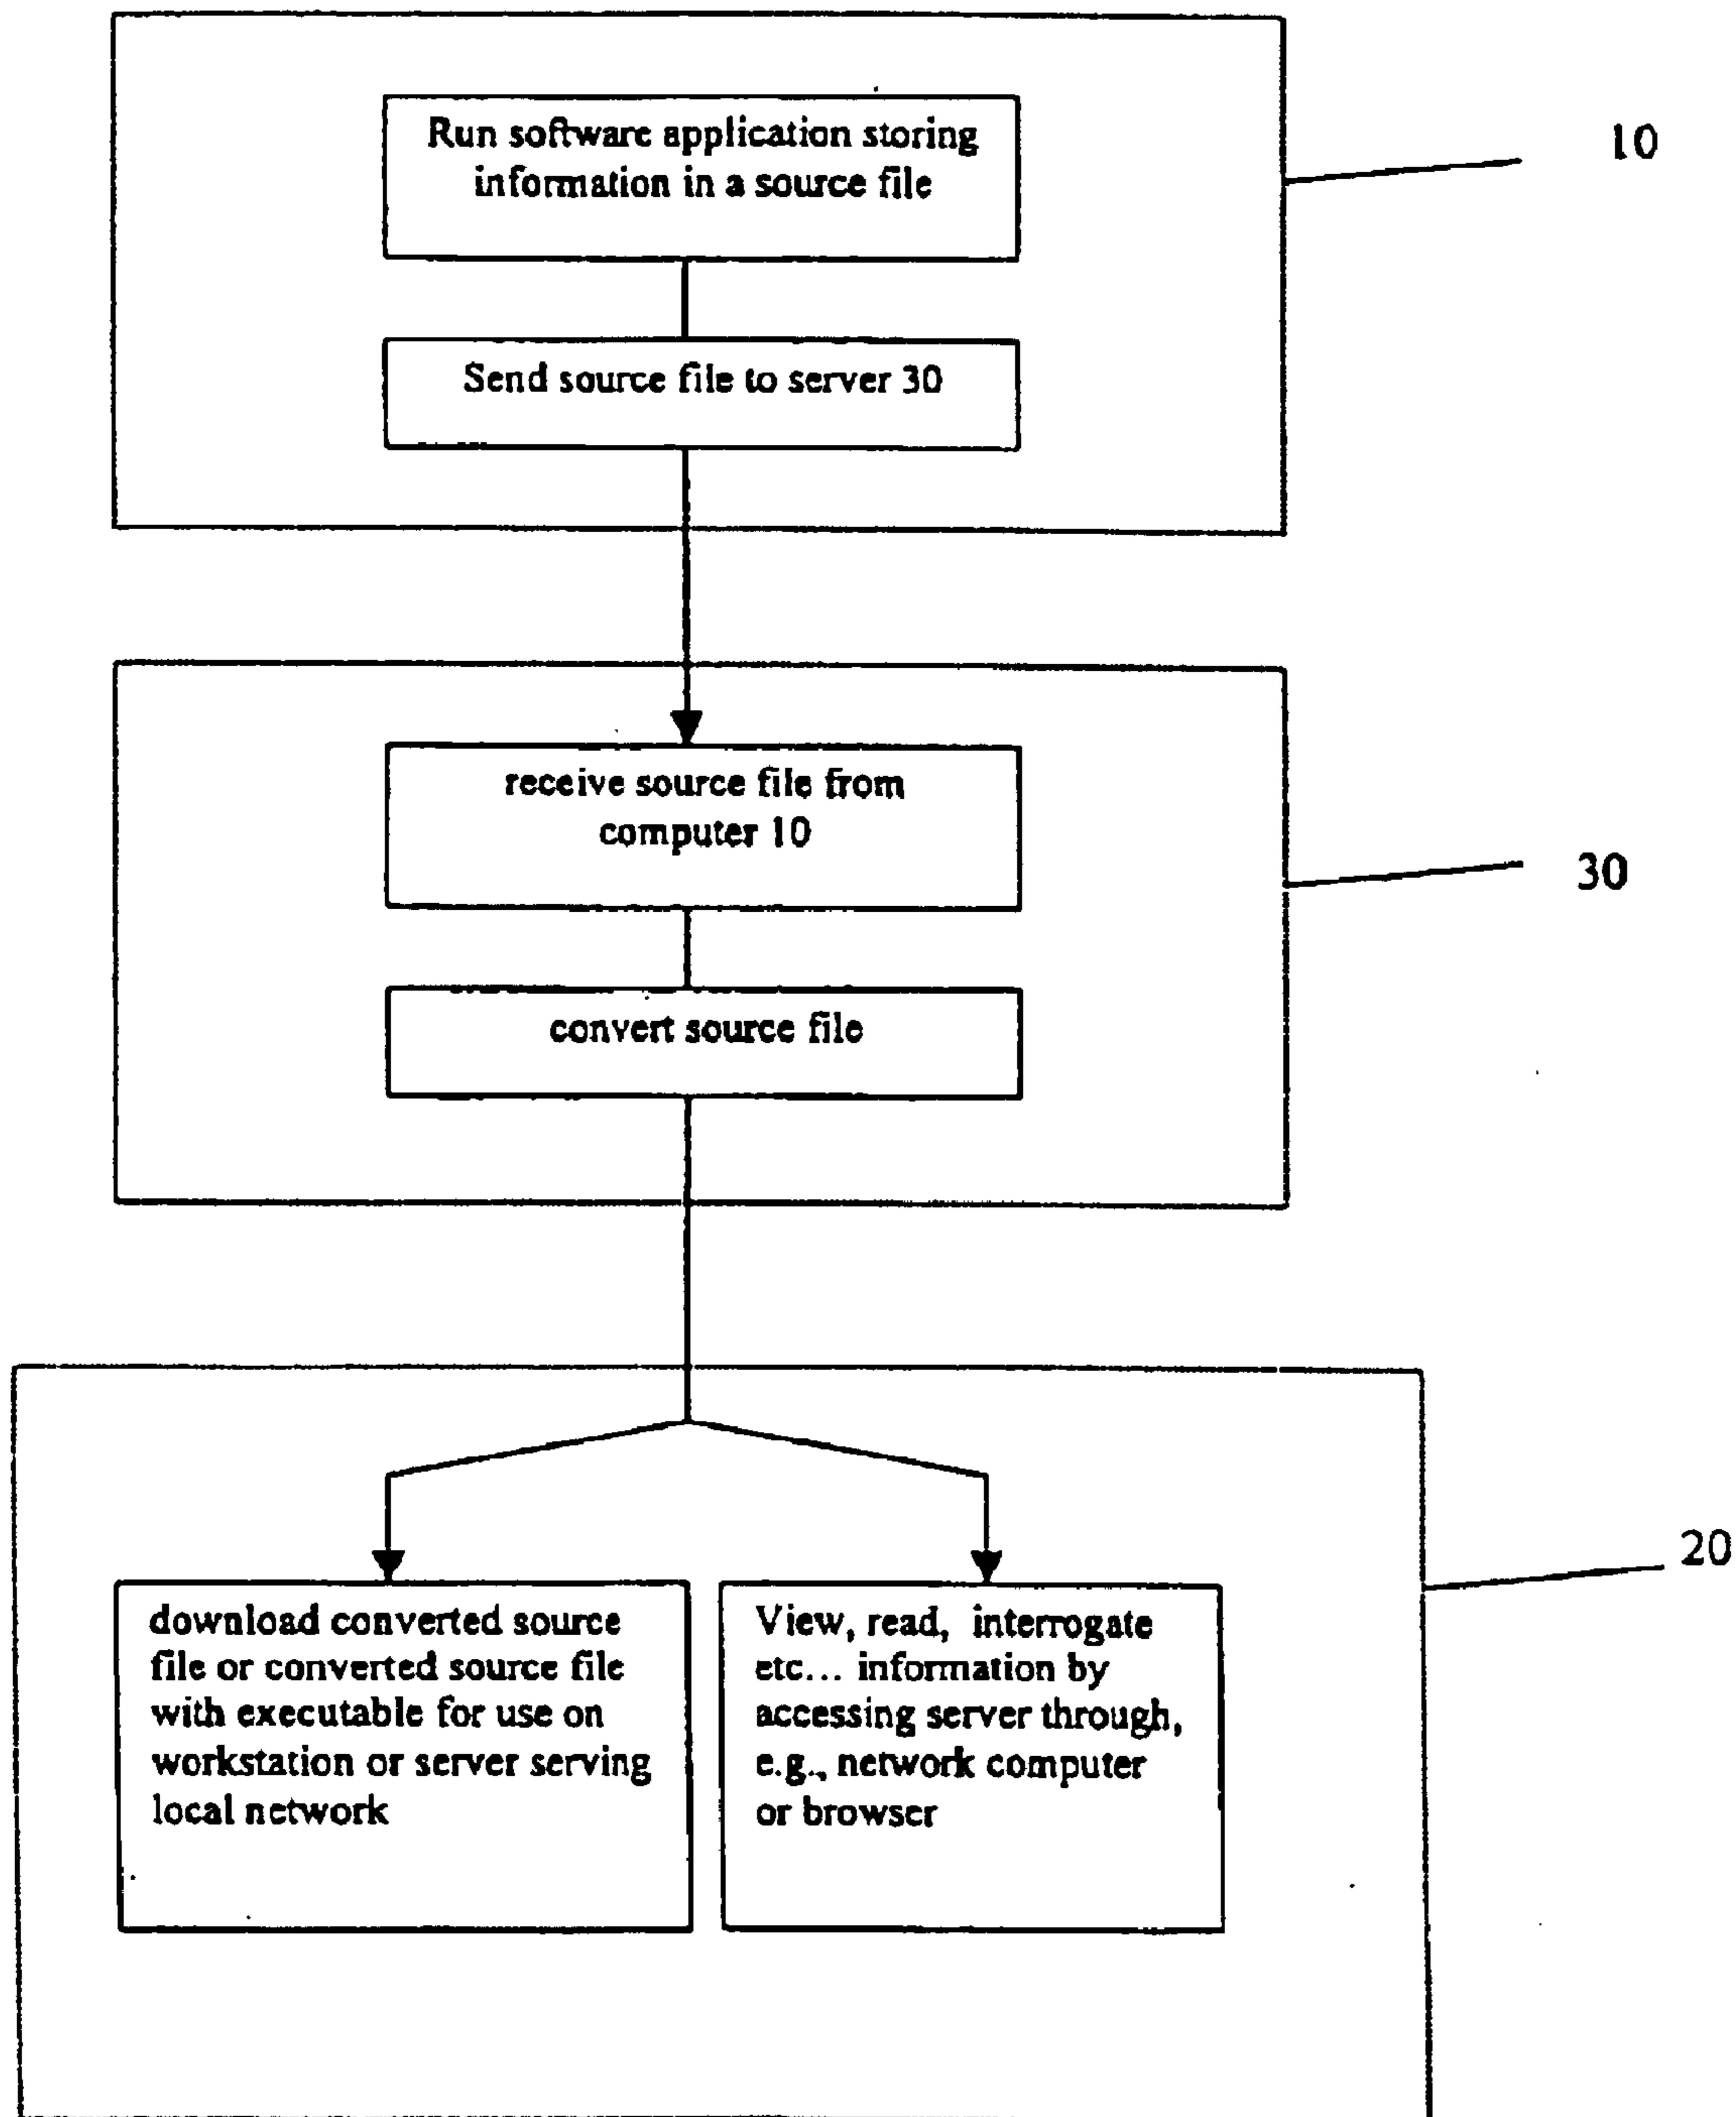 Run software application storing
information in a source file
10
Send source file to server 30
receive source file from
computer 10
30
convert source file
20
download converted source
file or converted source file
with executable for use on
workstation or server serving
local network
View, read, interrogate
etc... information by
accessing server through,
e.g., network computer
or browser